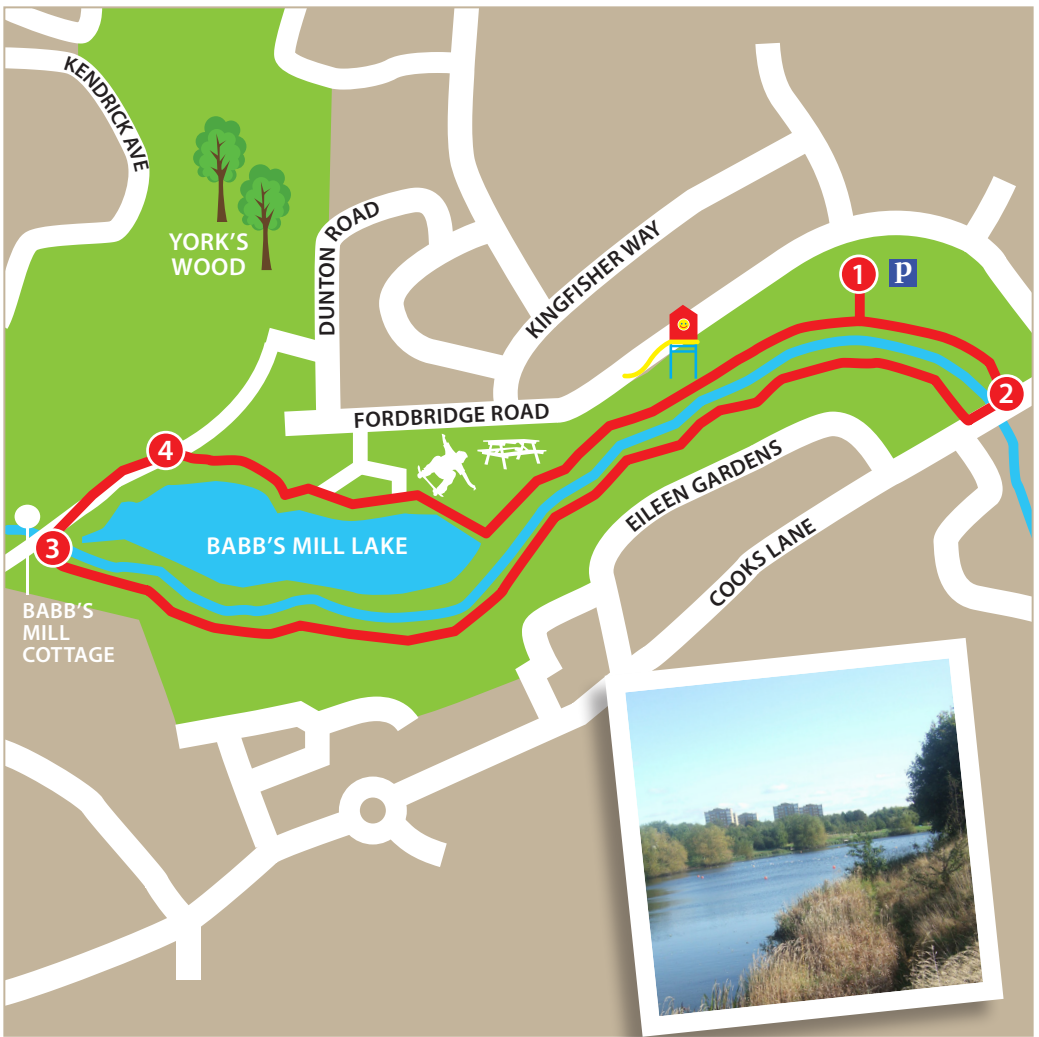 KENDRICK AVE
YORK'S
WOOD
DUNTON ROAD
KINGFISHER WAY
1
P
2
FORDBRIDGE ROAD
4
EILEEN GARDENS
3
BABB'S MILL LAKE
COOKS LANE
BABB'S
MILL
COTTAGE